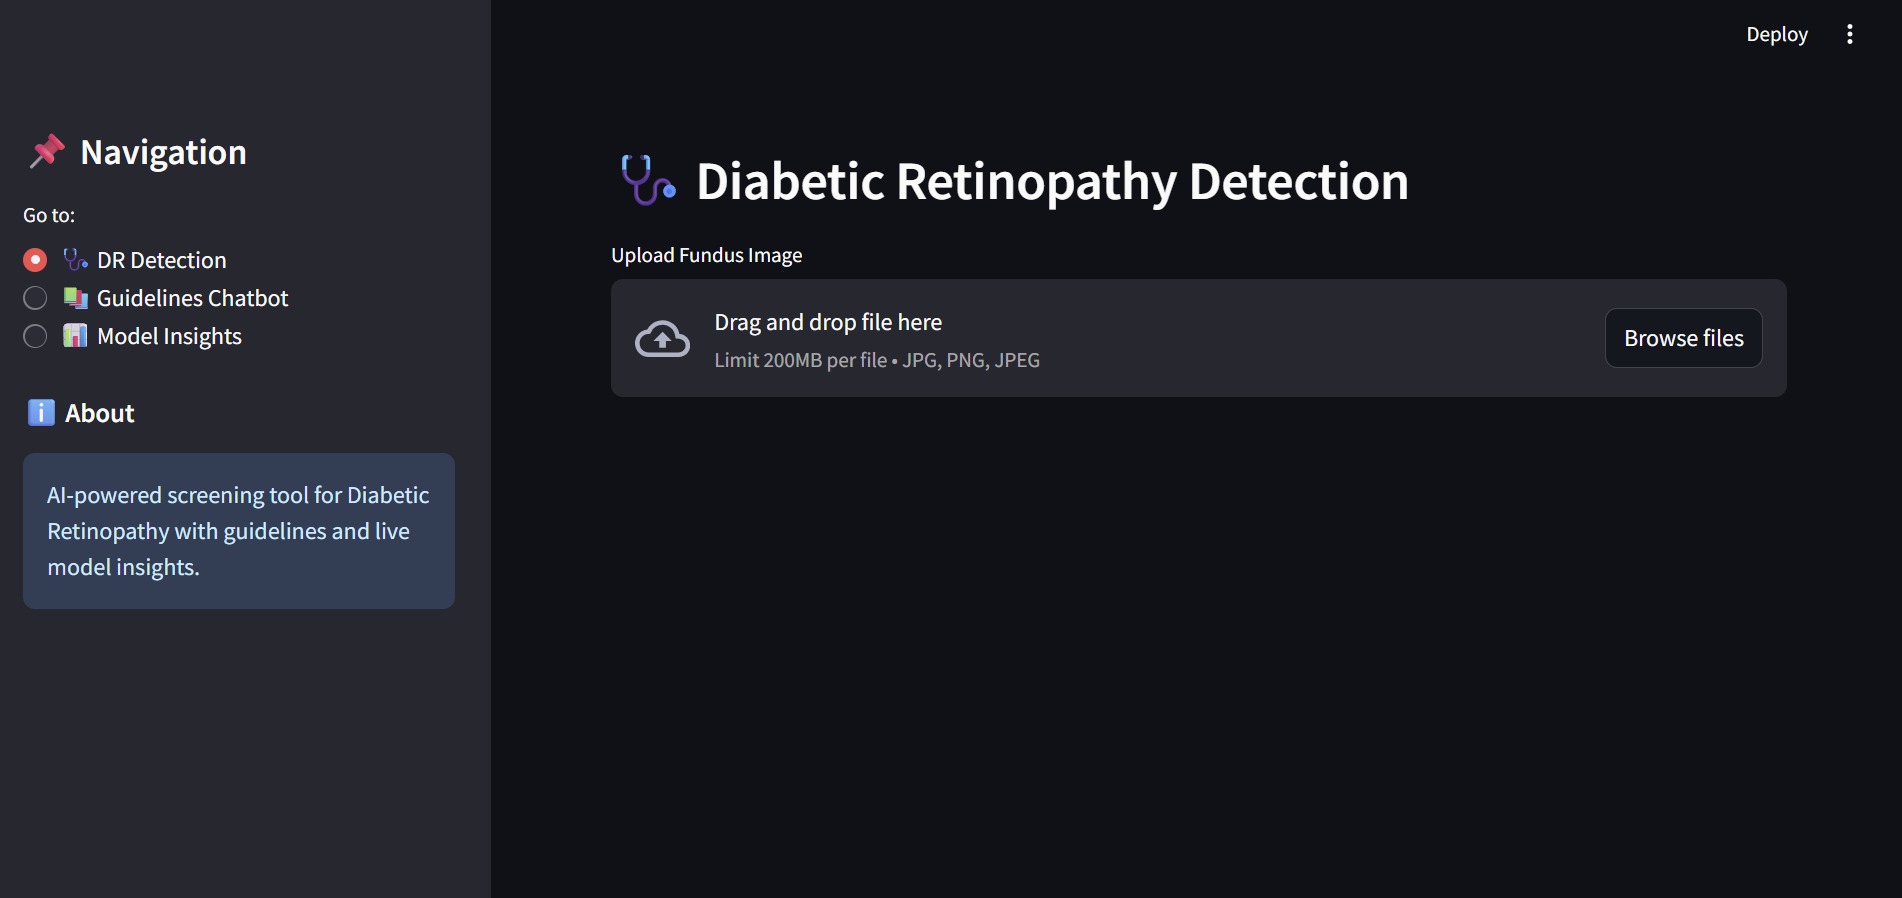 Deploy
Navigation
Go to:
DR Detection
Guidelines Chatbot
Model Insights
About
AI-powered screening tool for Diabetic
Retinopathy with guidelines and live
model insights.
Diabetic Retinopathy Detection
Upload Fundus Image
Drag and drop file here
Limit 200MB per file • JPG, PNG, JPEG
Browse files